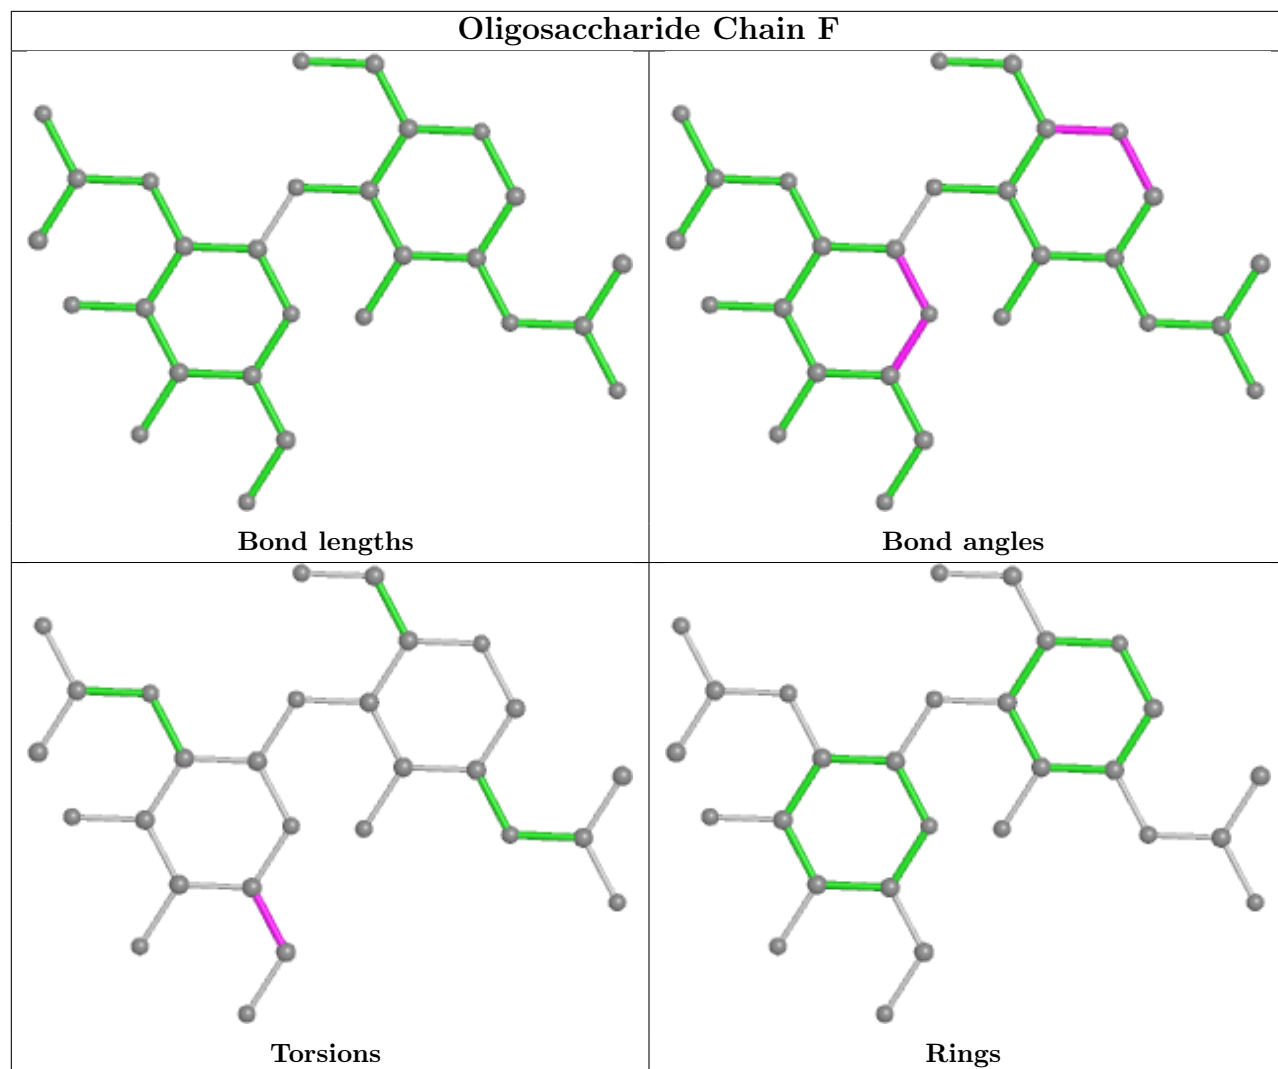 Oligosaccharide Chain F
Bond lengths
Bond angles
Torsions
Rings